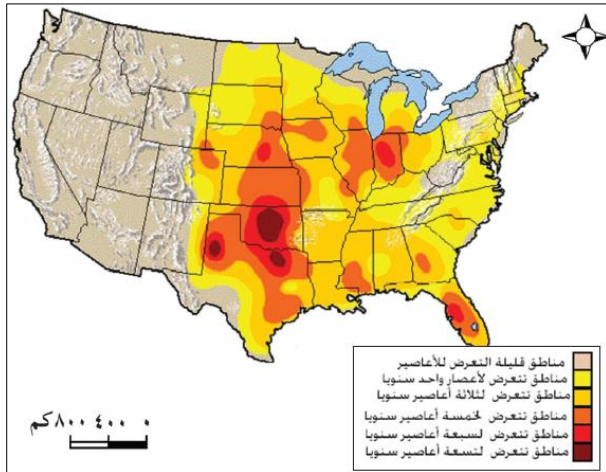 مناطق قليلة التعرض للأعاصير
مناطق تتعرض لأعصار واحد سنويا
مناطق تتعرض لثلاثة أعاصير سنويا
مناطق تتعرض لخمسة أعاصير سنويا
مناطق تتعرض لسبعة أعاصير سنويا
مناطق تتعرض لتسعة أعاصير سنويا
٠ ٤٠٠ ٨٠٠ كم